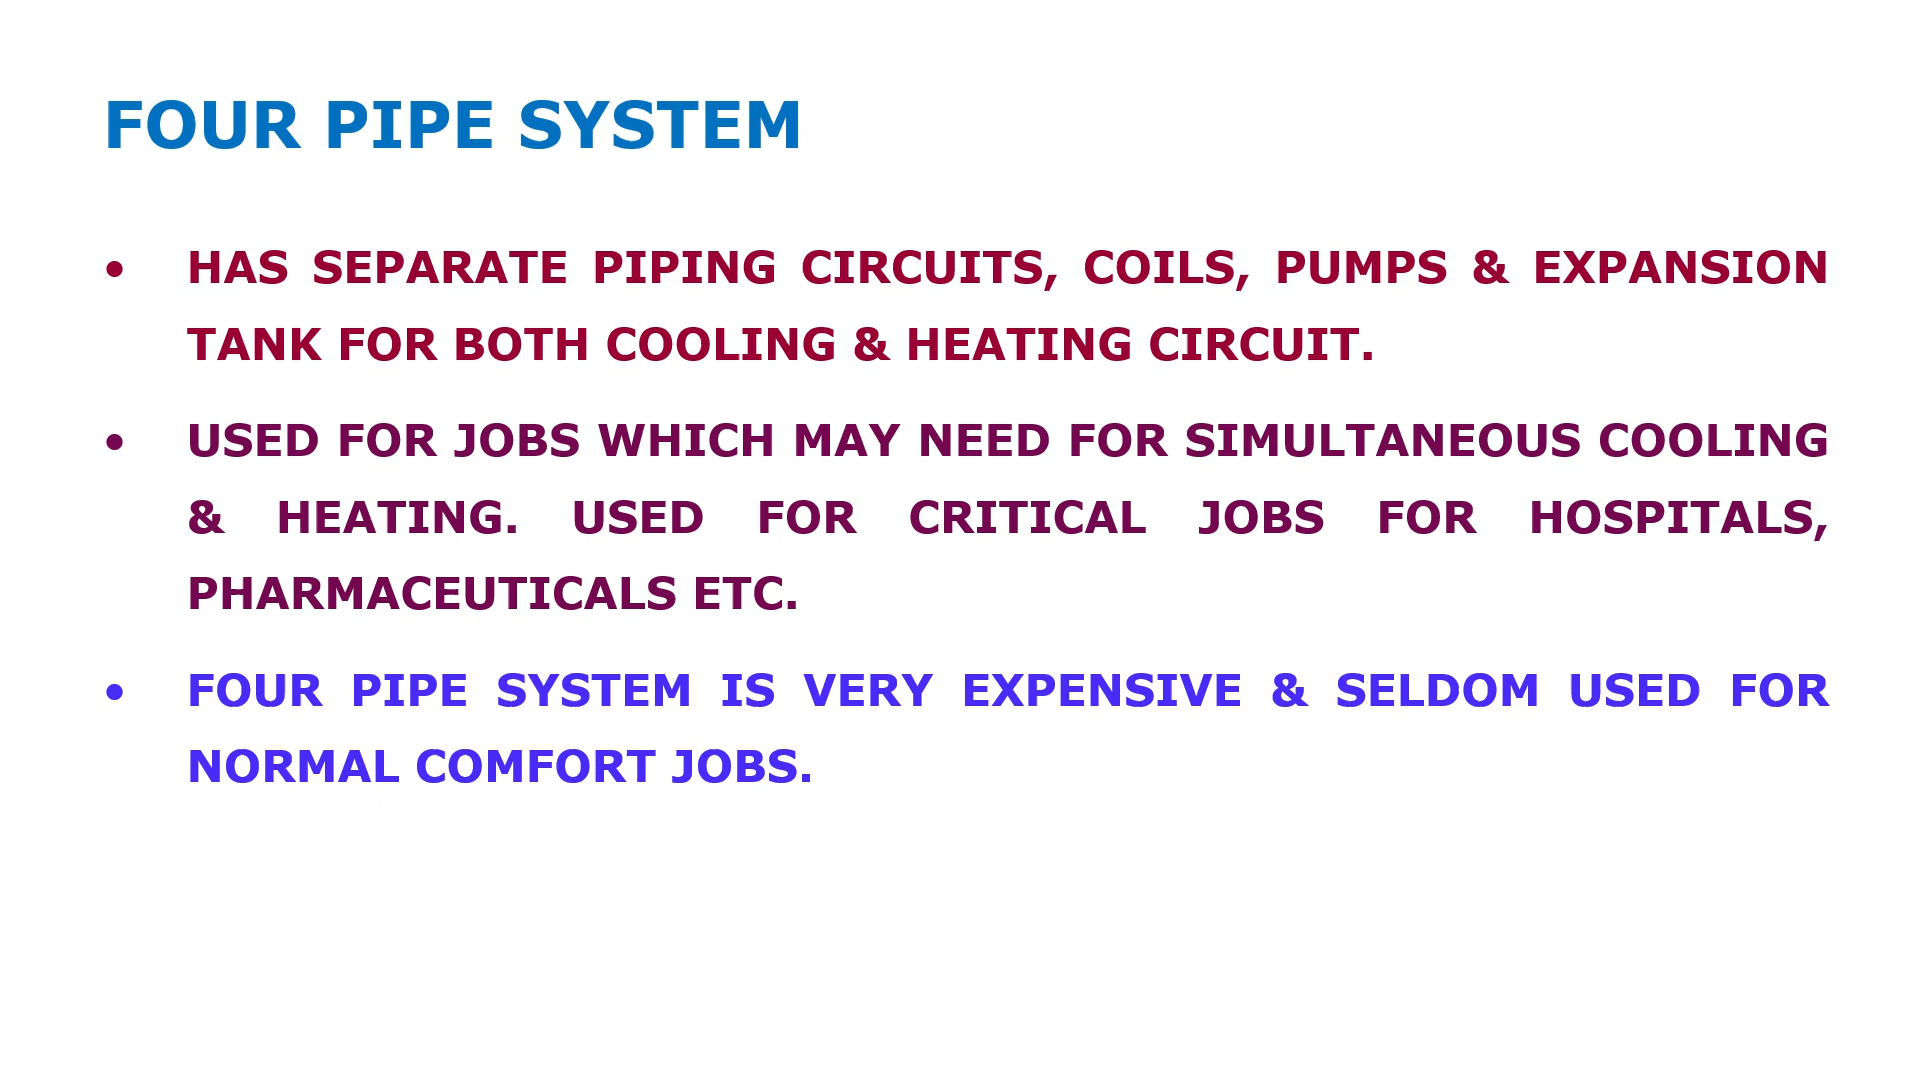 FOUR PIPE SYSTEM
• HAS SEPARATE PIPING CIRCUITS, COILS, PUMPS & EXPANSION
TANK FOR BOTH COOLING & HEATING CIRCUIT.
• USED FOR JOBS WHICH MAY NEED FOR SIMULTANEOUS COOLING
& HEATING. USED FOR CRITICAL JOBS FOR HOSPITALS,
PHARMACEUTICALS ETC.
• FOUR PIPE SYSTEM IS VERY EXPENSIVE & SELDOM USED FOR
NORMAL COMFORT JOBS.